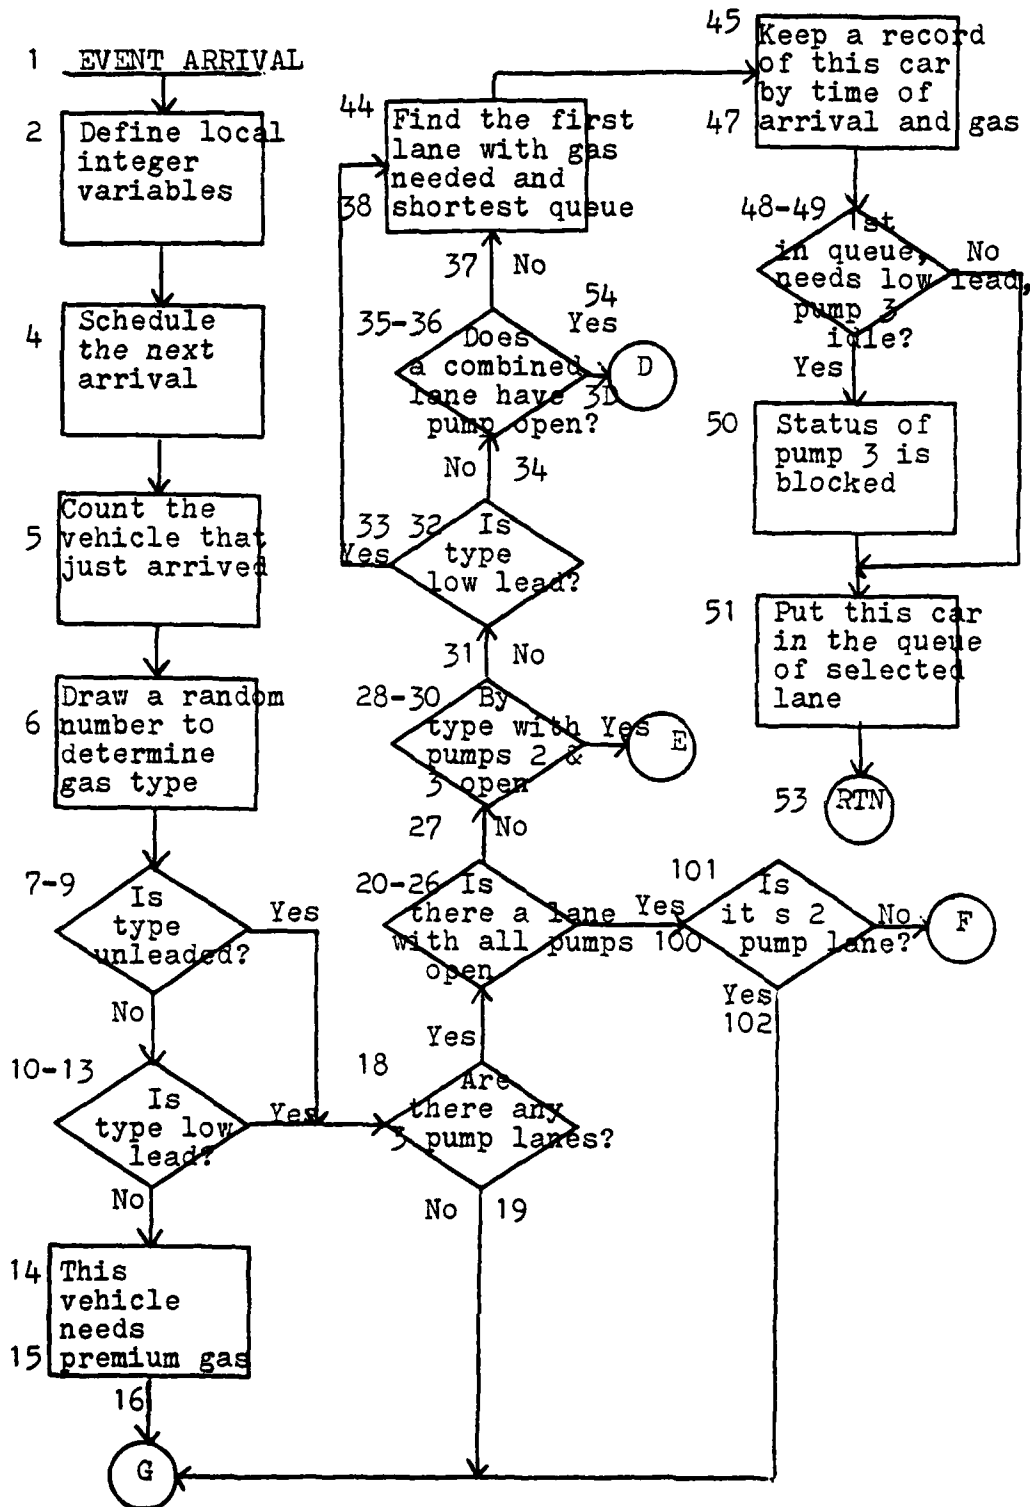 1 EVENT ARRIVAL
2 Define local
integer
variables
4 Schedule
the next
arrival
Count the
5 vehicle that
just arrived
Draw a random
6 number to
determine
gas type
7-9
Is
type
unleaded?
Yes
No
10-13
Is
type low
lead?
Yes
No
14 This
vehicle
needs
15 premium gas
16
G
18
Are
there any
3 pump lanes?
Yes
No 19
20-26 Is
there a lane
with all pumps
open
Yes
100
101
Is
it s 2
pump lane?
No
F
Yes
102
27 No
28-30 By
type with
pumps 2 &
3 open
Yes
E
31 No
33 32 Is
type
low lead?
Yes
No 34
35-36 Does
a combined
lane have 3D
pump open?
54
Yes
D
37 No
44 Find the first
lane with gas
needed and
38 shortest queue
45 Keep a record
of this car
by time of
47 arrival and gas
48-49
1st
in queue,
needs low lead,
pump 3
idle?
No
Yes
50 Status of
pump 3 is
blocked
51 Put this car
in the queue
of selected
lane
53 RTN